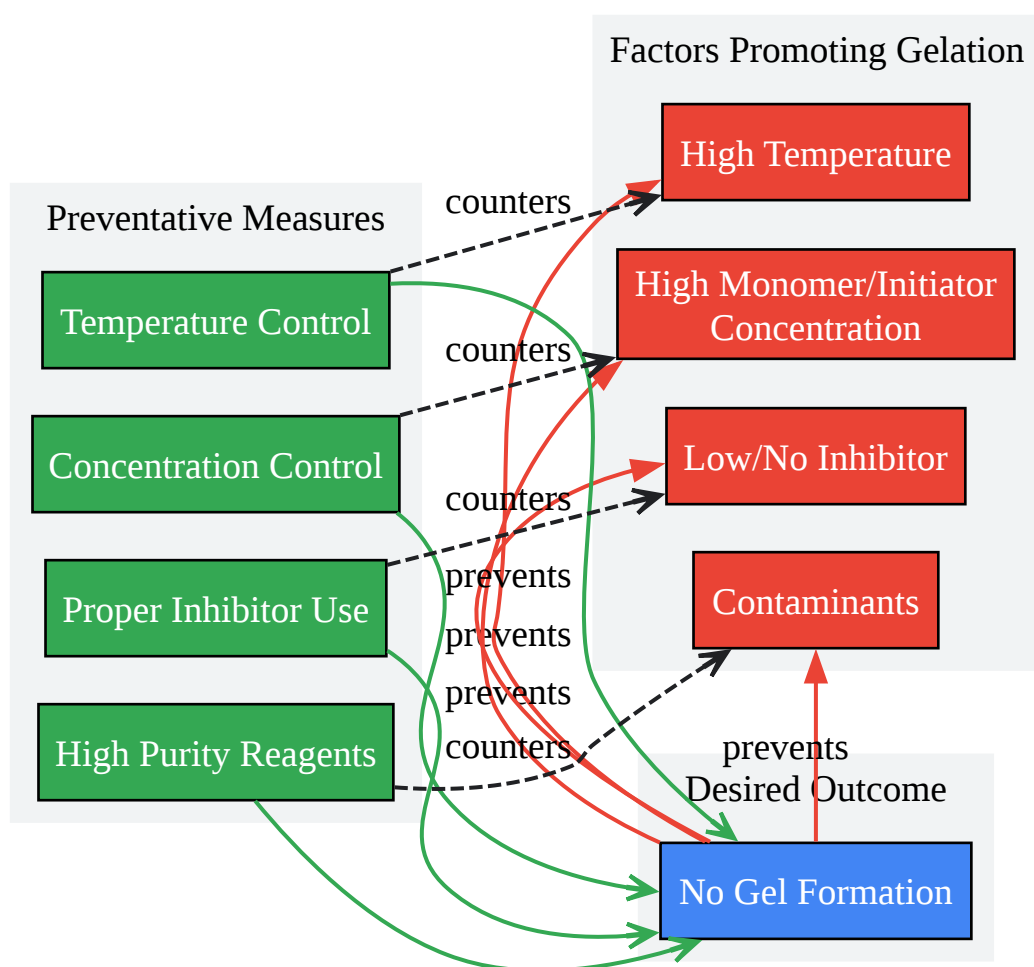 Factors Promoting Gelation
High Temperature
High Monomer/Initiator
Concentration
Low/No Inhibitor
Contaminants
Preventative Measures
Temperature Control
Concentration Control
Proper Inhibitor Use
High Purity Reagents
counters
counters
counters
prevents
prevents
prevents
counters
prevents
Desired Outcome
No Gel Formation